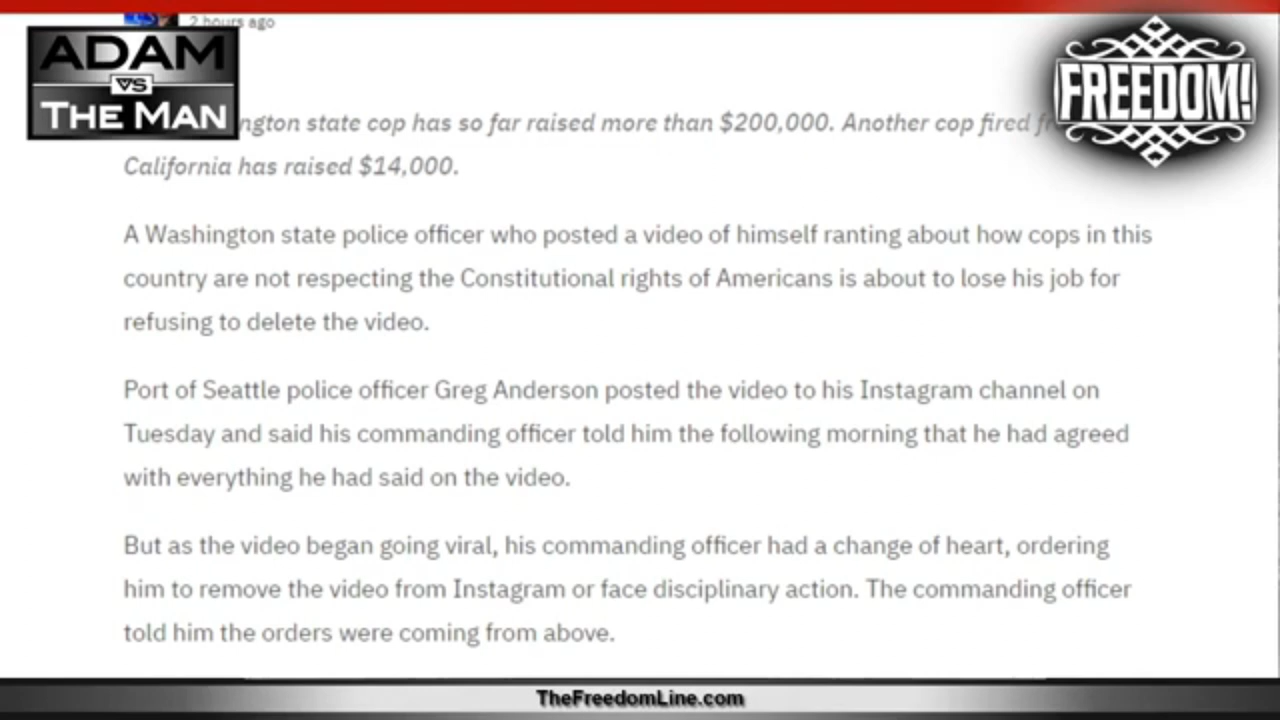 2 hours ago
ADAM
VS
THE MAN
FREEDOM!
state cop has so far raised more than $200,000. Another cop fired
California has raised $14,000.
A Washington state police officer who posted a video of himself ranting about how cops in this
country are not respecting the Constitutional rights of Americans is about to lose his job for
refusing to delete the video.
Port of Seattle police officer Greg Anderson posted the video to his Instagram channel on
Tuesday and said his commanding officer told him the following morning that he had agreed
with everything he had said on the video.
But as the video began going viral, his commanding officer had a change of heart, ordering
him to remove the video from Instagram or face disciplinary action. The commanding officer
told him the orders were coming from above.
TheFreedomLine.com